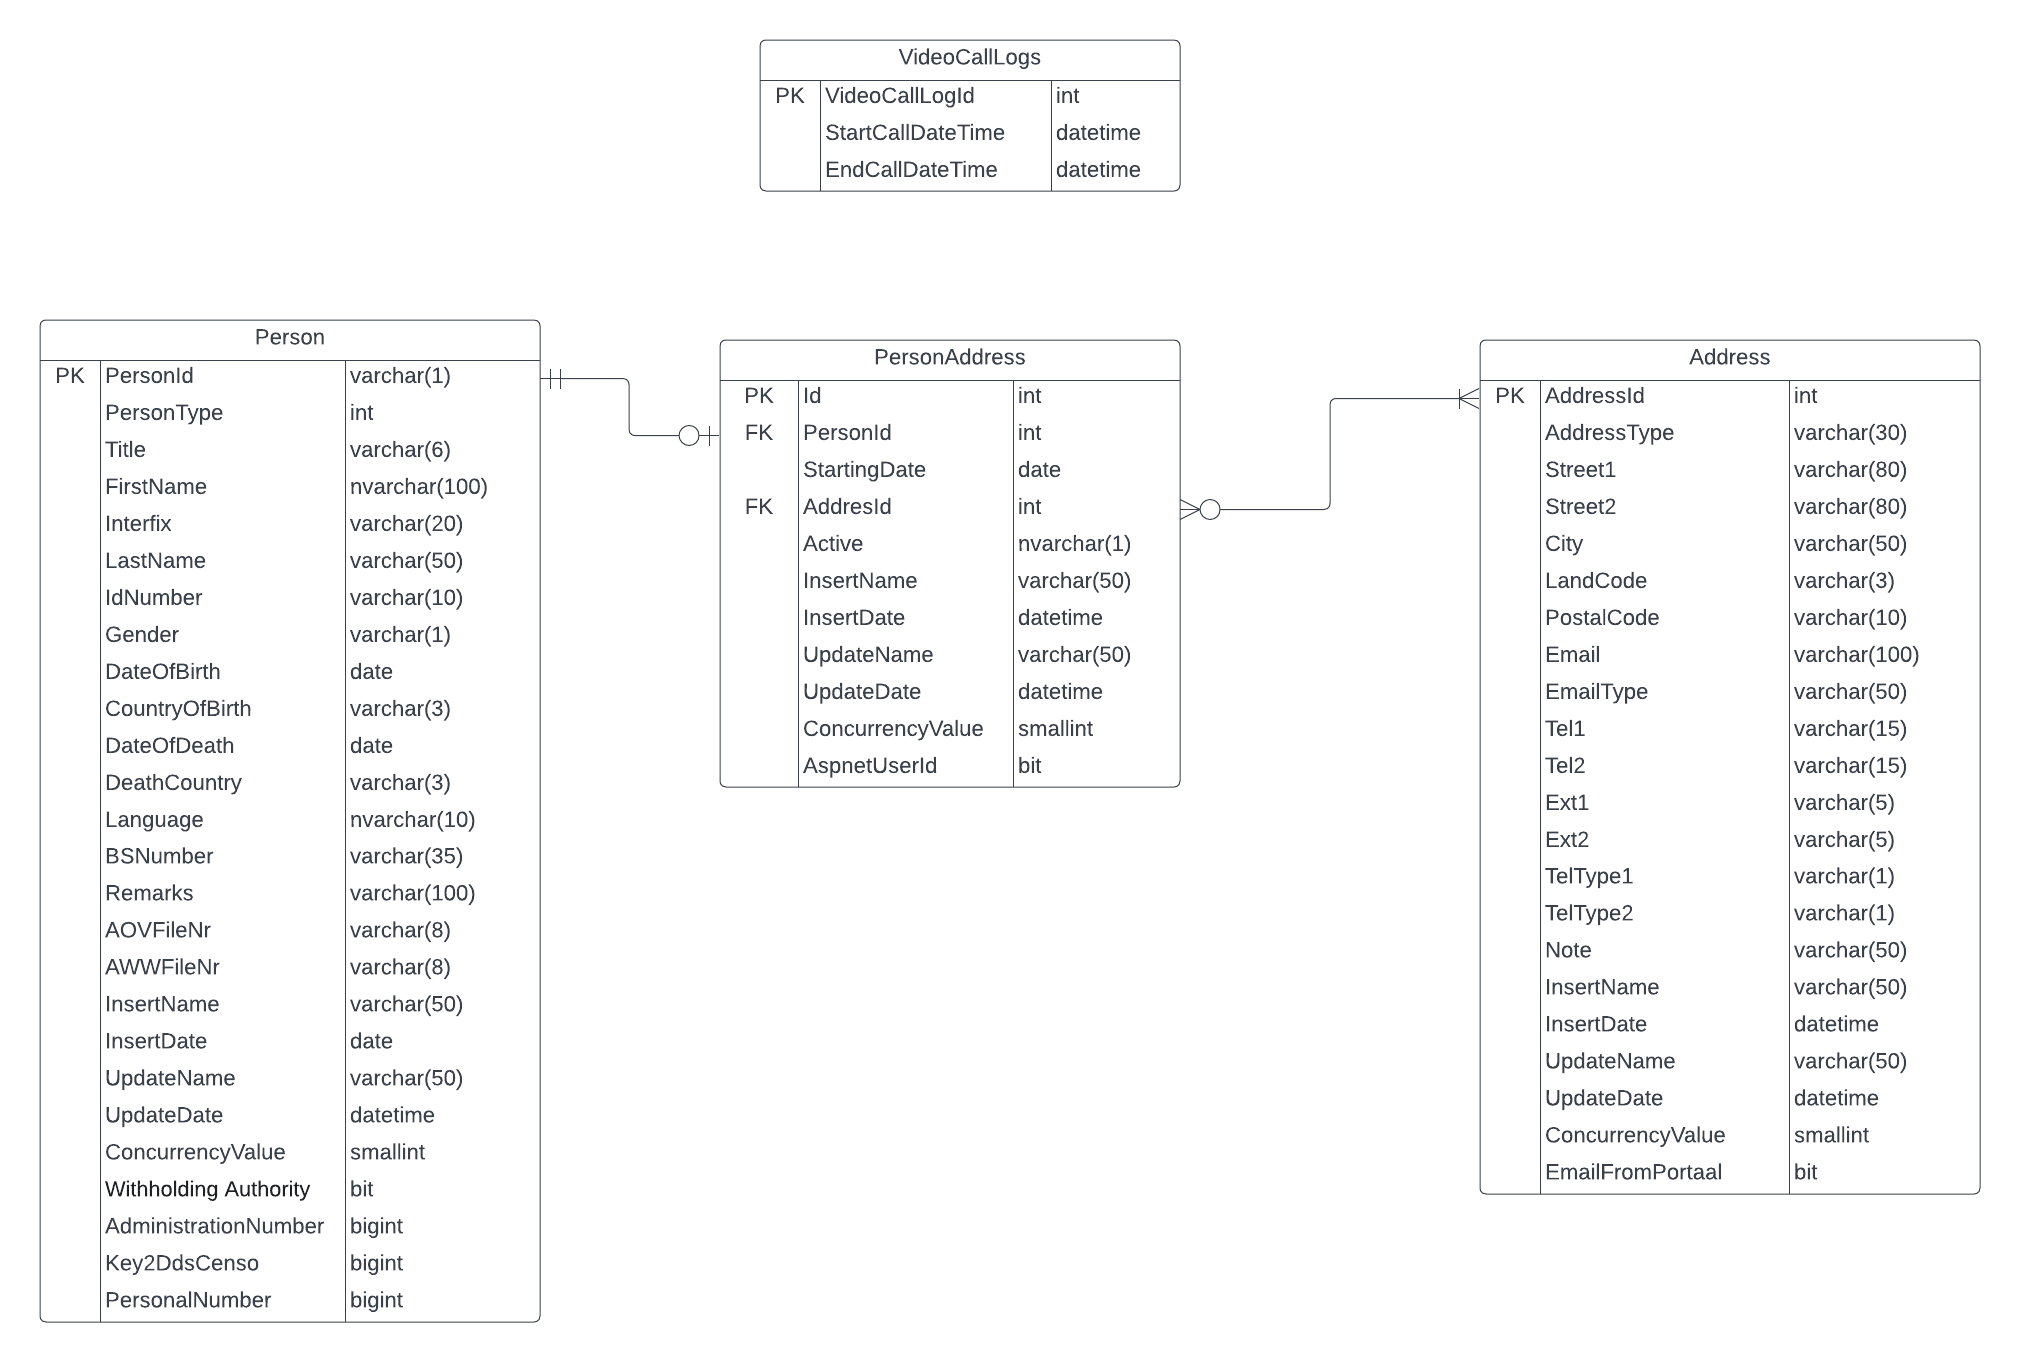 VideoCallLogs
PK VideoCallLogId int
StartCallDateTime datetime
EndCallDateTime datetime
Person
PK PersonId varchar(1)
PersonType int
Title varchar(6)
FirstName nvarchar(100)
Interfix varchar(20)
LastName varchar(50)
IdNumber varchar(10)
Gender varchar(1)
DateOfBirth date
CountryOfBirth varchar(3)
DateOfDeath date
DeathCountry varchar(3)
Language nvarchar(10)
BSNumber varchar(35)
Remarks varchar(100)
AOVFileNr varchar(8)
AWWFileNr varchar(8)
InsertName varchar(50)
InsertDate date
UpdateName varchar(50)
UpdateDate datetime
ConcurrencyValue smallint
Withholding Authority bit
AdministrationNumber bigint
Key2DdsCenso bigint
PersonalNumber bigint
PersonAddress
PK Id int
FK PersonId int
StartingDate date
FK AddresId int
Active nvarchar(1)
InsertName varchar(50)
InsertDate datetime
UpdateName varchar(50)
UpdateDate datetime
ConcurrencyValue smallint
AspnetUserId bit
Address
PK AddressId int
AddressType varchar(30)
Street1 varchar(80)
Street2 varchar(80)
City varchar(50)
LandCode varchar(3)
PostalCode varchar(10)
Email varchar(100)
EmailType varchar(50)
Tel1 varchar(15)
Tel2 varchar(15)
Ext1 varchar(5)
Ext2 varchar(5)
TelType1 varchar(1)
TelType2 varchar(1)
Note varchar(50)
InsertName varchar(50)
InsertDate datetime
UpdateName varchar(50)
UpdateDate datetime
ConcurrencyValue smallint
EmailFromPortaal bit